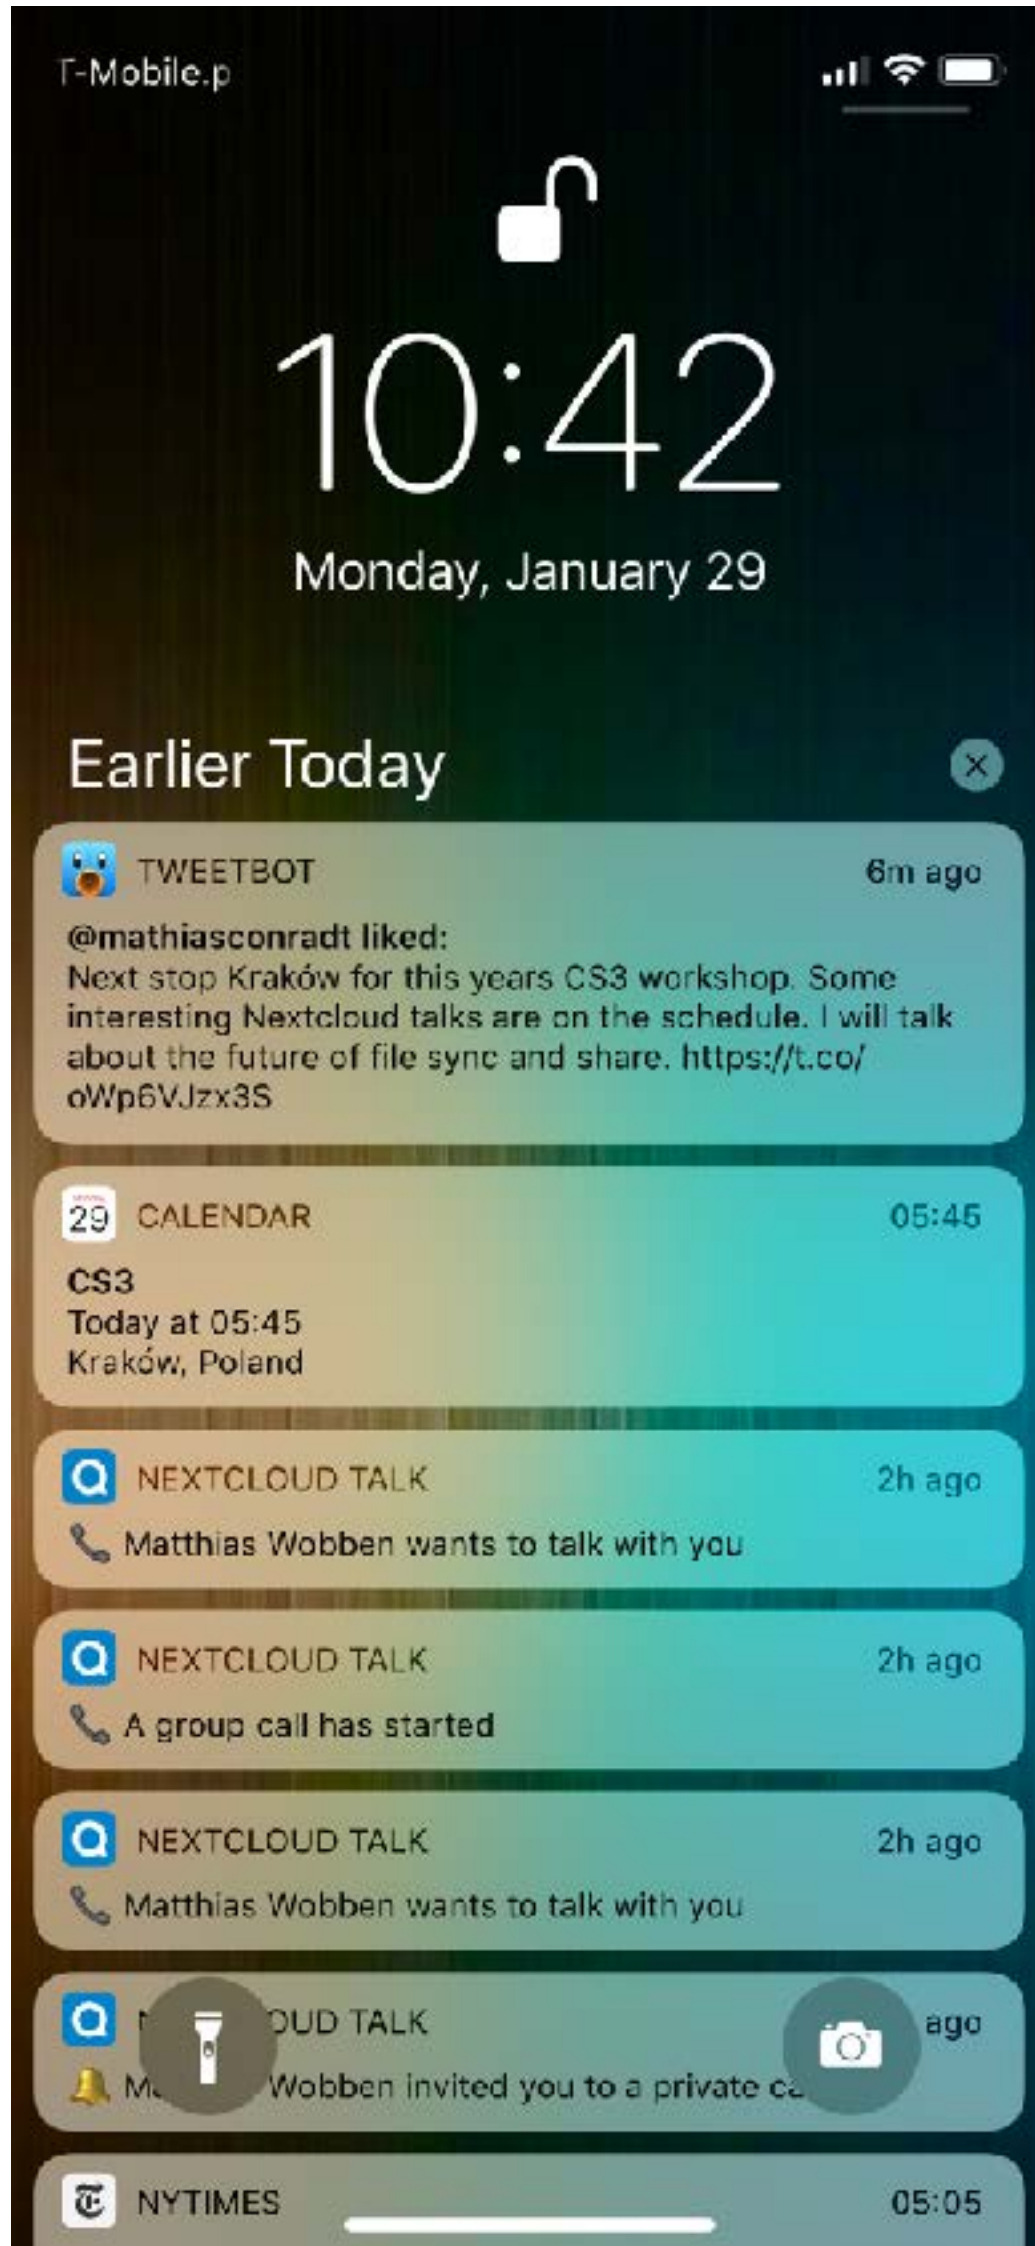 T-Mobile.p
10:42
Monday, January 29
Earlier Today
TWEETBOT 6m ago
@mathiasconradt liked:
Next stop Kraków for this years CS3 workshop. Some
interesting Nextcloud talks are on the schedule. I will talk
about the future of file sync and share. https://t.co/
oWp6VJzx3S
29 CALENDAR 05:45
CS3
Today at 05:45
Kraków, Poland
NEXTCLOUD TALK 2h ago
Matthias Wobben wants to talk with you
NEXTCLOUD TALK 2h ago
A group call has started
NEXTCLOUD TALK 2h ago
Matthias Wobben wants to talk with you
TALK ago
Wobben invited you to a private
NYTIMES 05:05